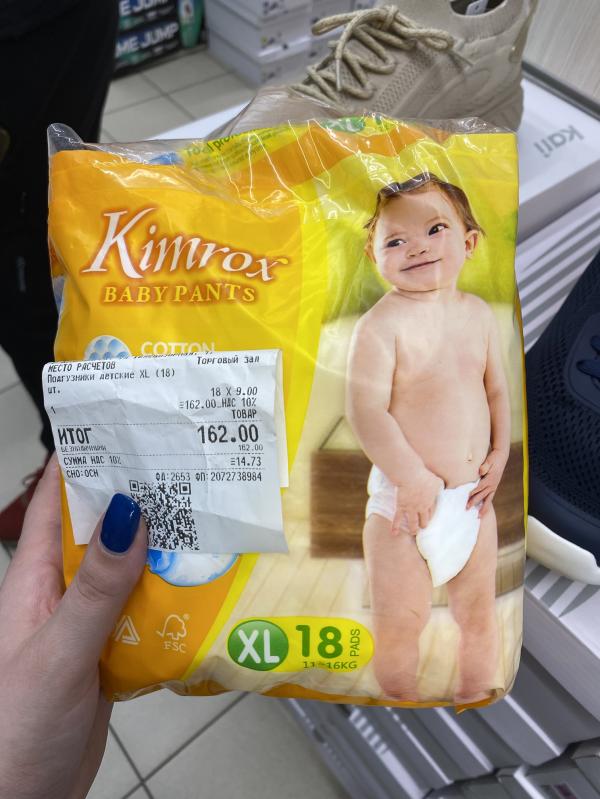 ME JUMP
kaii
Kimrox
BABY PANTS
COTTON
МЕСТО РАСЧЕТОВ Торговый зал
Подгузники детские XL (18)
шт. 18 X 9.00
1 =162.00 НДС 10%
ТОВАР
ИТОГ 162.00
БЕЗНАЛИЧНЫМИ 162.00
СУММА НДС 10% =14.73
СНО:ОСН ФД:2653 ФП:2072738984
FSC
XL 18 PADS
11~16KG